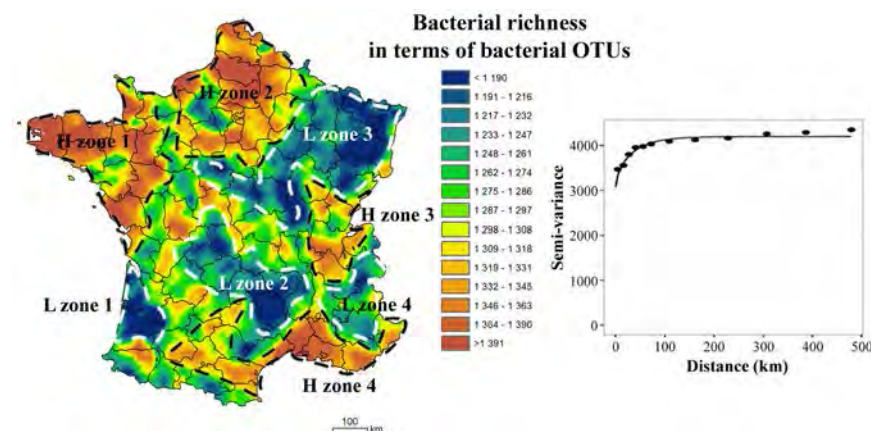 Bacterial richness
in terms of bacterial OTUs
H zone 2
H zone 1
L zone 3
H zone 3
L zone 1
L zone 2
L zone 4
H zone 4
100
km
< 1 190
1 191 - 1 216
1 217 - 1 232
1 233 - 1 247
1 248 - 1 261
1 262 - 1 274
1 275 - 1 286
1 287 - 1 297
1 298 - 1 308
1 309 - 1 318
1 319 - 1 331
1 332 - 1 345
1 346 - 1 363
1 364 - 1 390
>1 391
Semi-variance
4000
3000
2000
1000
0
0 100 200 300 400 500
Distance (km)